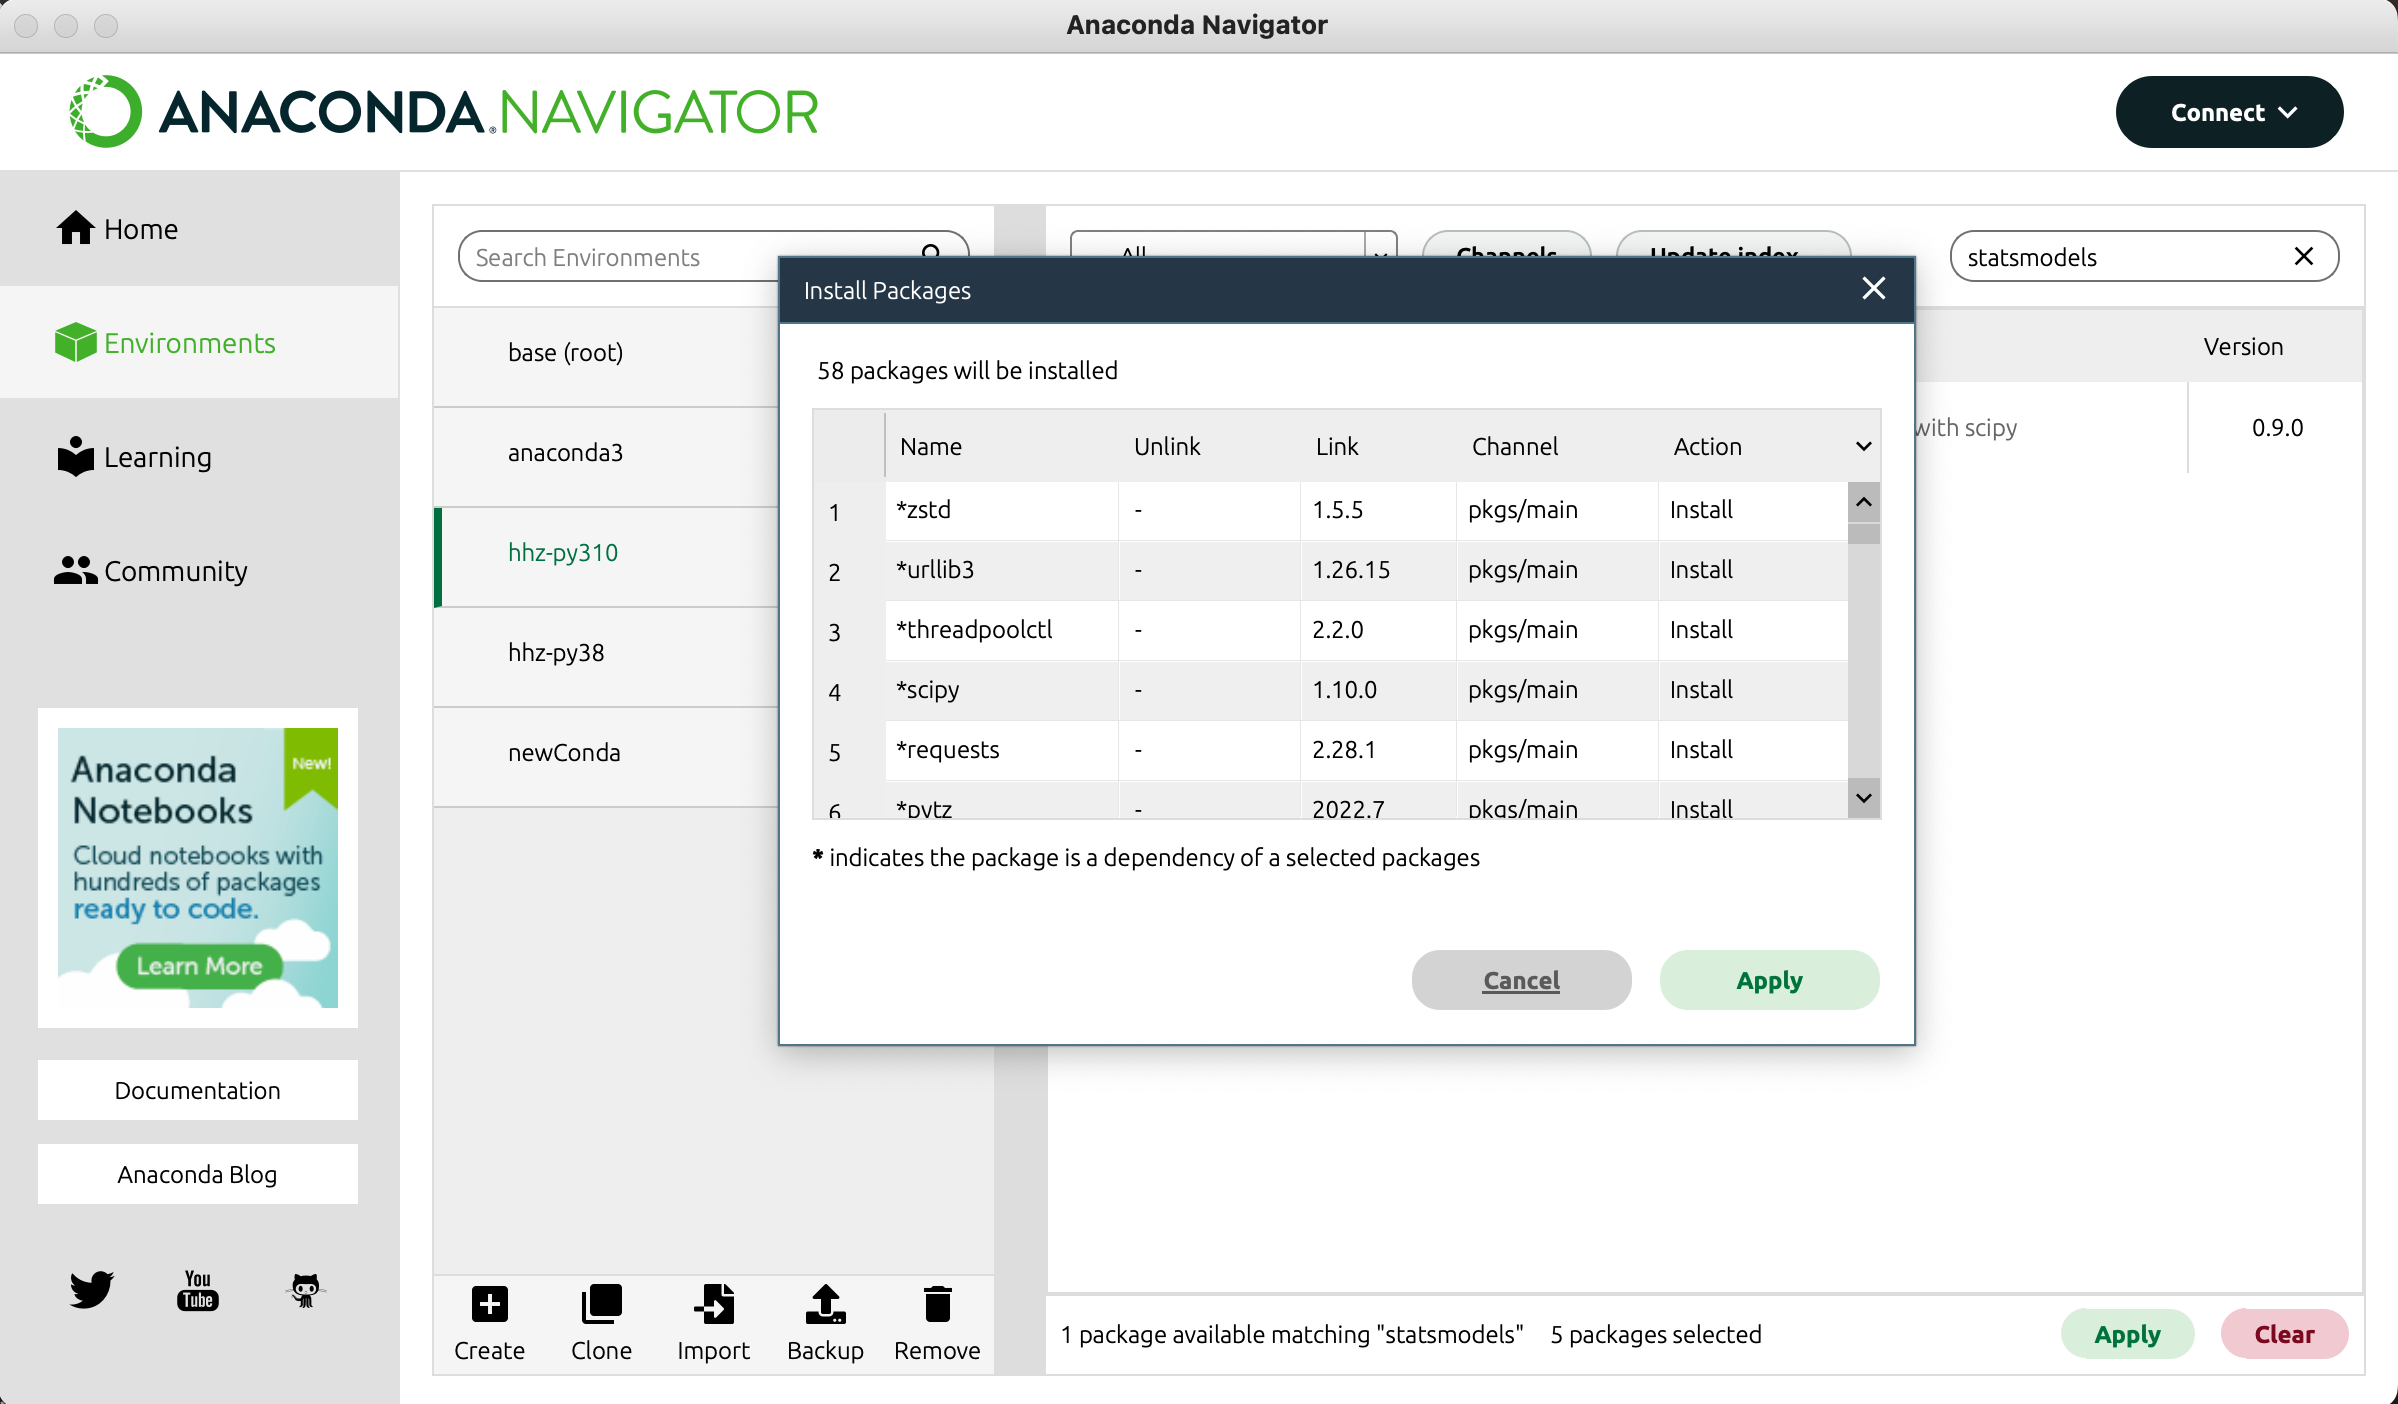 Anaconda Navigator
ANACONDA.NAVIGATOR
Connect
Home
Environments
Learning
Community
Anaconda
Notebooks
New!
Cloud notebooks with
hundreds of packages
ready to code.
Learn More
Documentation
Anaconda Blog
You
Tube
Search Environments
base (root)
anaconda3
hhz-py310
hhz-py38
newConda
Create Clone Import Backup Remove
All Channels Update index... statsmodels
Version
with scipy 0.9.0
Install Packages
58 packages will be installed
Name Unlink Link Channel Action
1 *zstd - 1.5.5 pkgs/main Install
2 *urllib3 - 1.26.15 pkgs/main Install
3 *threadpoolctl - 2.2.0 pkgs/main Install
4 *scipy - 1.10.0 pkgs/main Install
5 *requests - 2.28.1 pkgs/main Install
6 *pytz - 2022.7 pkgs/main Install
* indicates the package is a dependency of a selected packages
Cancel Apply
1 package available matching "statsmodels" 5 packages selected
Apply Clear